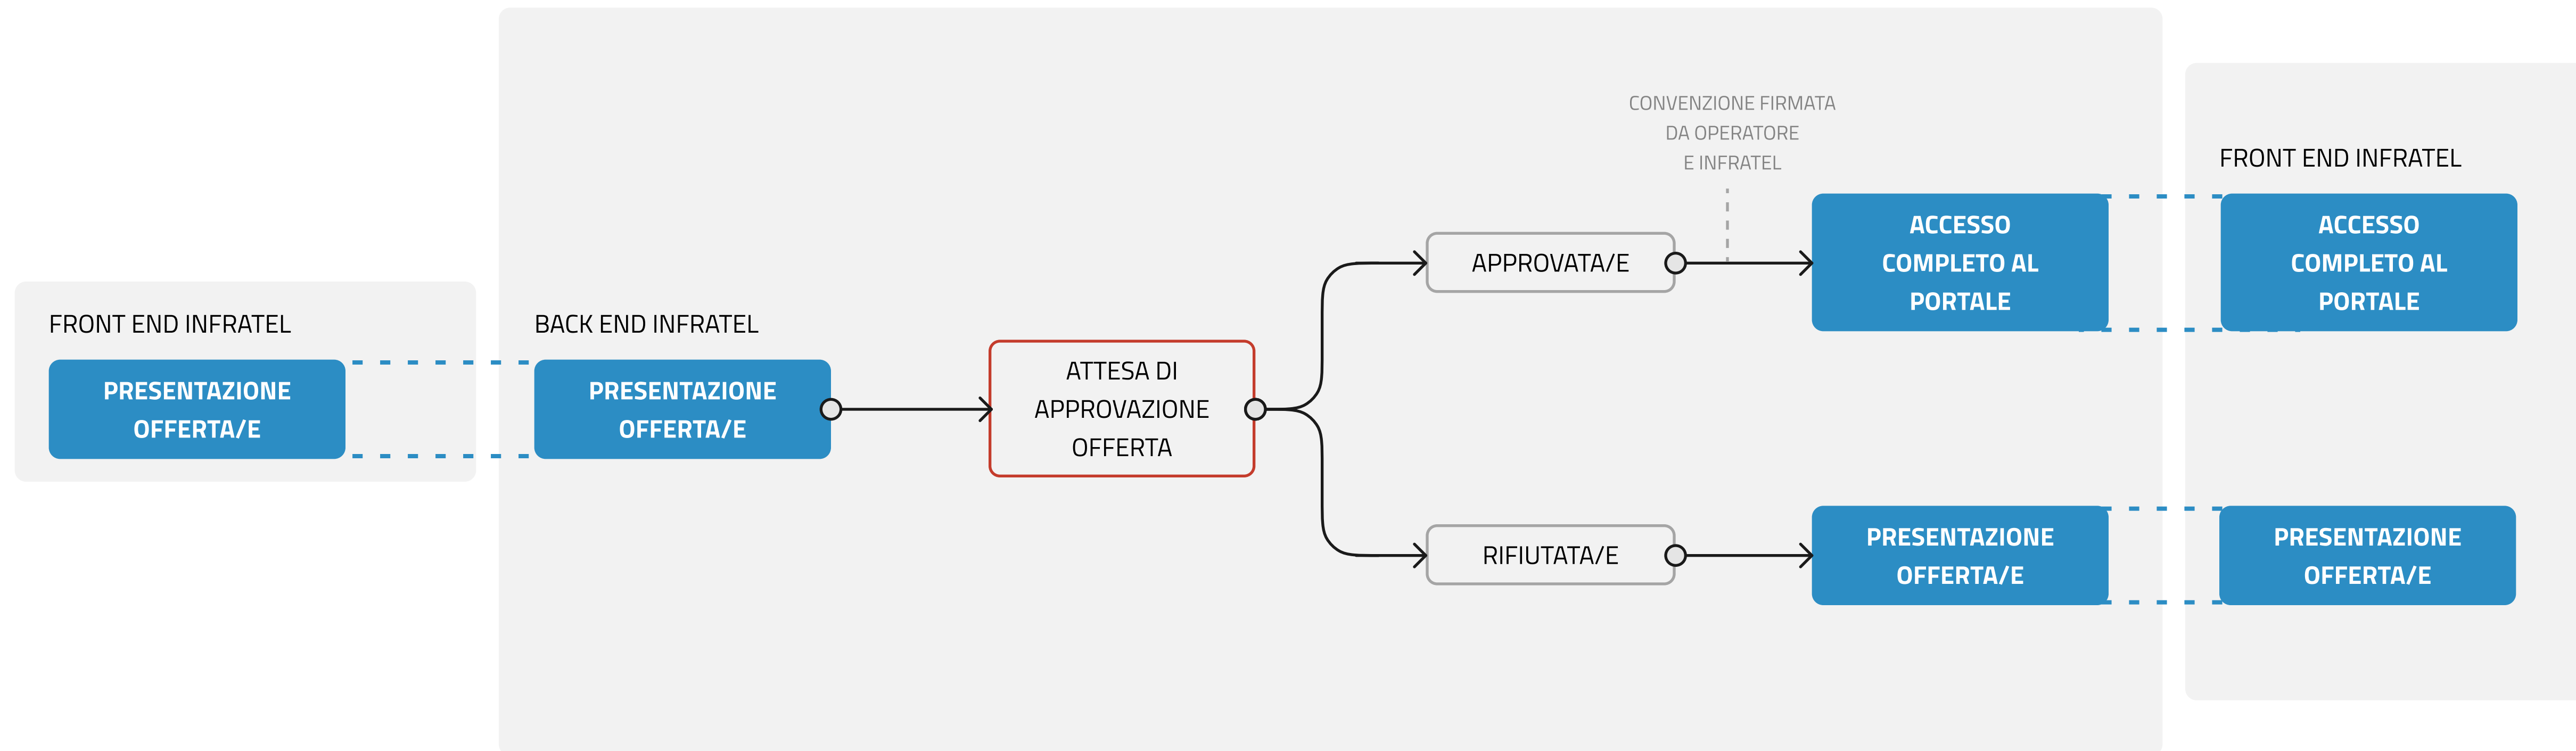 FRONT END INFRATEL
PRESENTAZIONE
OFFERTA/E
BACK END INFRATEL
PRESENTAZIONE
OFFERTA/E
ATTESA DI
APPROVAZIONE
OFFERTA
APPROVATA/E
CONVENZIONE FIRMATA
DA OPERATORE
E INFRATEL
ACCESSO
COMPLETO AL
PORTALE
RIFIUTATA/E
PRESENTAZIONE
OFFERTA/E
FRONT END INFRATEL
ACCESSO
COMPLETO AL
PORTALE
PRESENTAZIONE
OFFERTA/E